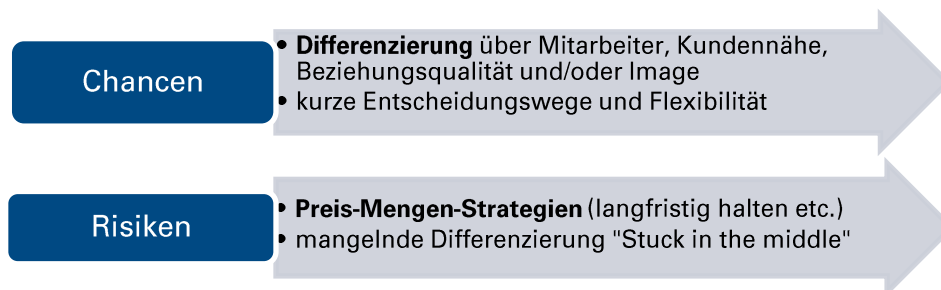 Chancen
• Differenzierung über Mitarbeiter, Kundennähe,
Beziehungsqualität und/oder Image
• kurze Entscheidungswege und Flexibilität
Risiken
• Preis-Mengen-Strategien (langfristig halten etc.)
• mangelnde Differenzierung "Stuck in the middle"